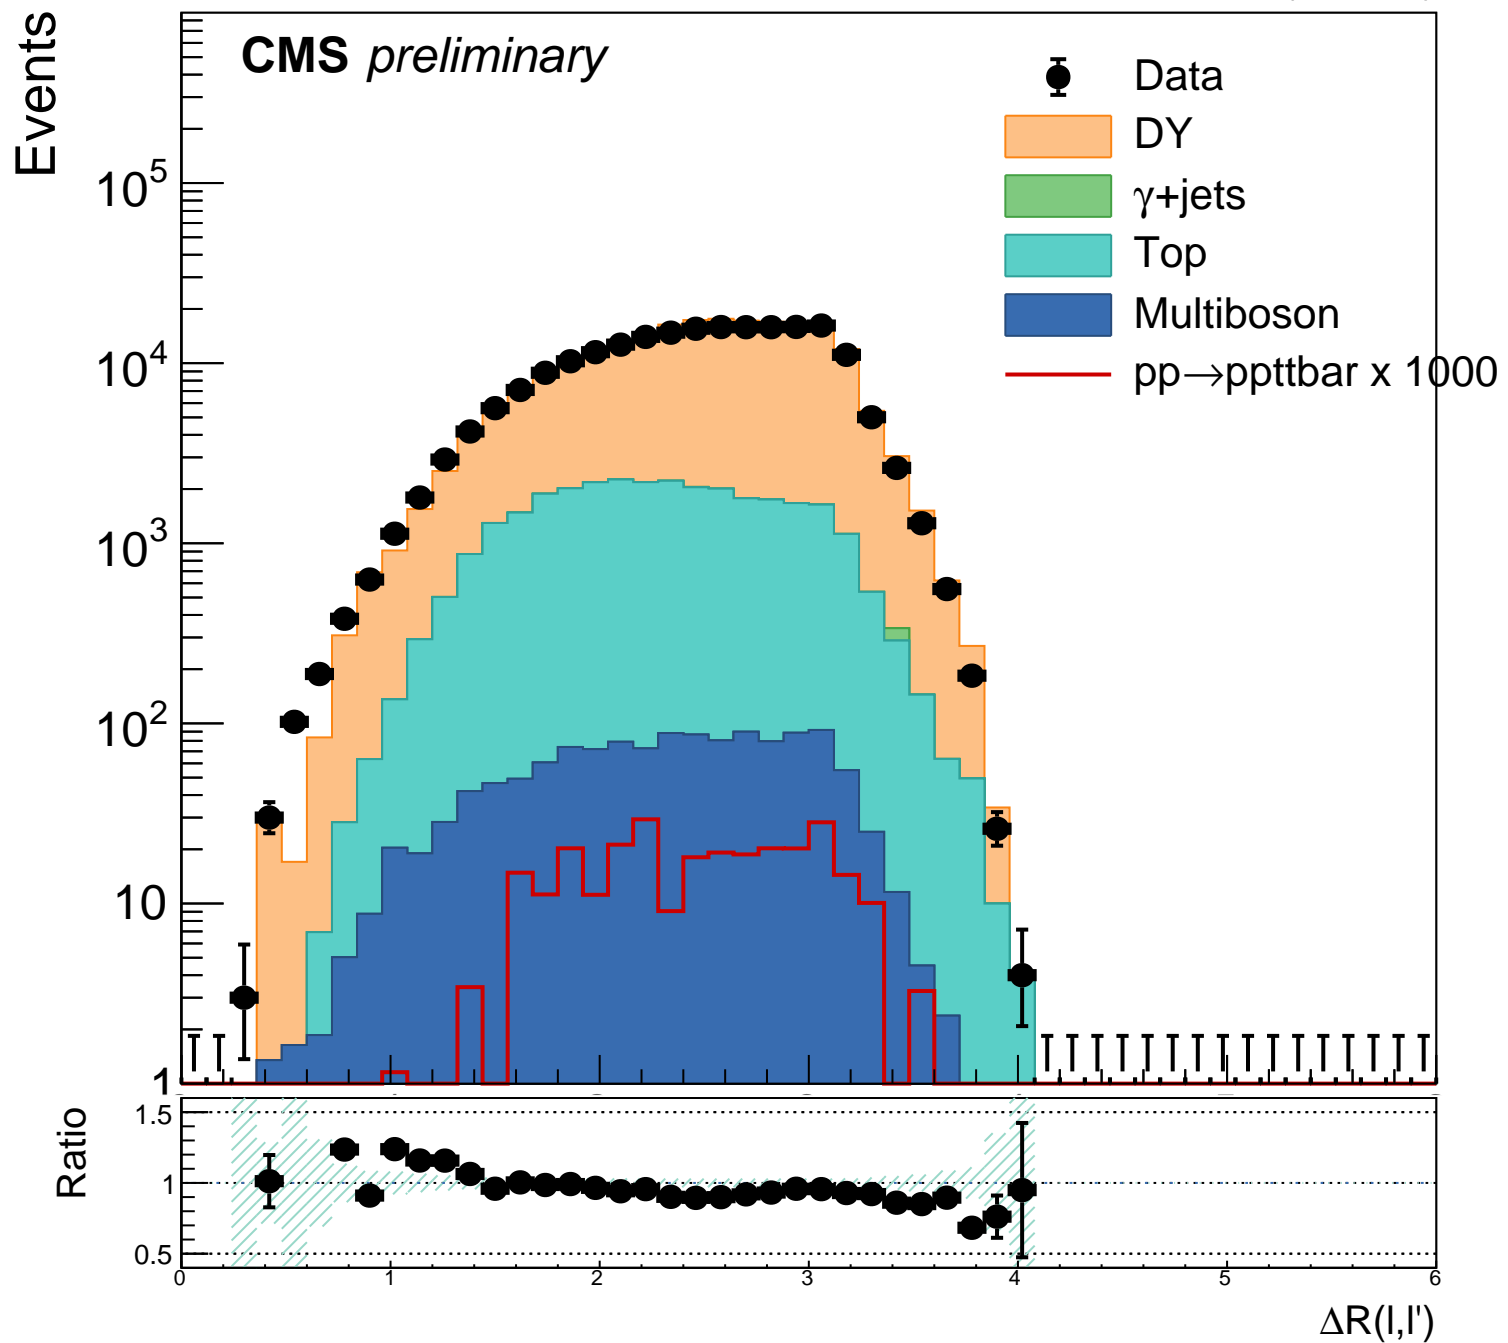 CMS preliminary
Events
Data
DY
γ+jets
Top
Multiboson
pp→ppttbar x 1000
10^5
10^4
10^3
10^2
10
1
Ratio
1.5
1
0.5
0 1 2 3 4 5 6
ΔR(l,l')